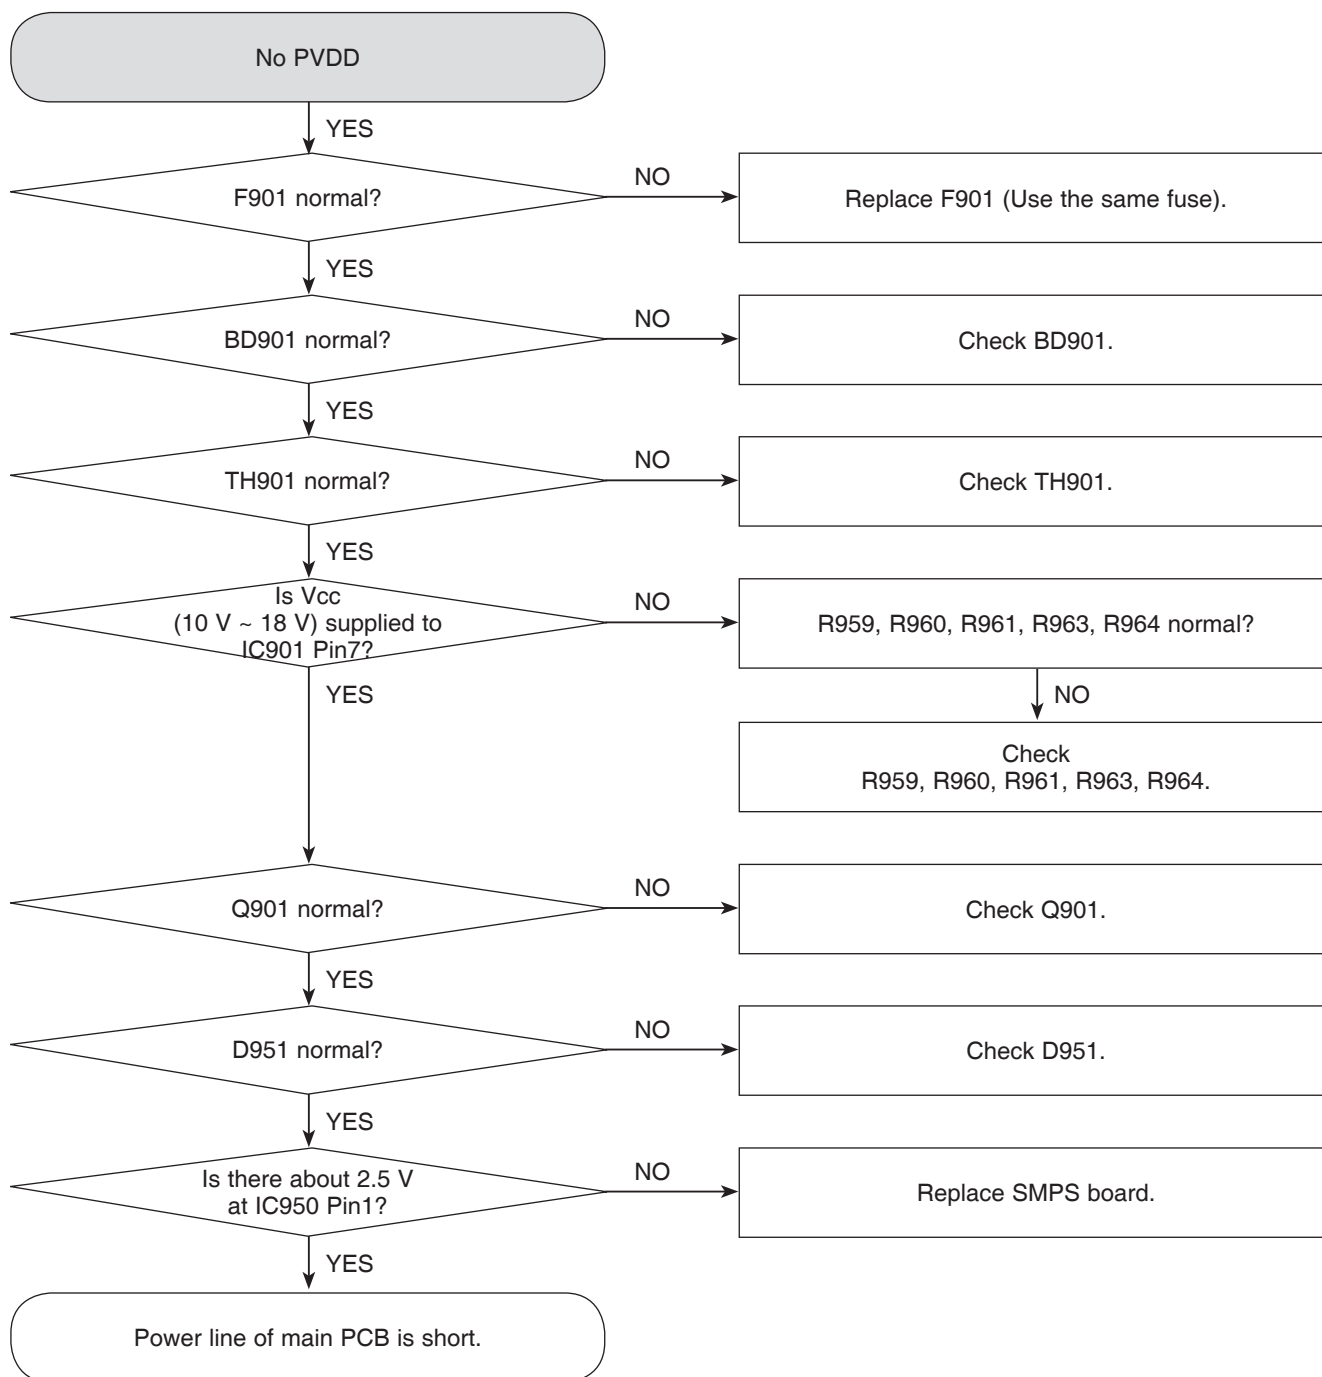 No PVDD
YES
F901 normal?
NO
Replace F901 (Use the same fuse).
YES
BD901 normal?
NO
Check BD901.
YES
TH901 normal?
NO
Check TH901.
YES
Is Vcc
(10 V ~ 18 V) supplied to
IC901 Pin7?
NO
R959, R960, R961, R963, R964 normal?
YES
NO
Check
R959, R960, R961, R963, R964.
Q901 normal?
NO
Check Q901.
YES
D951 normal?
NO
Check D951.
YES
Is there about 2.5 V
at IC950 Pin1?
NO
Replace SMPS board.
YES
Power line of main PCB is short.